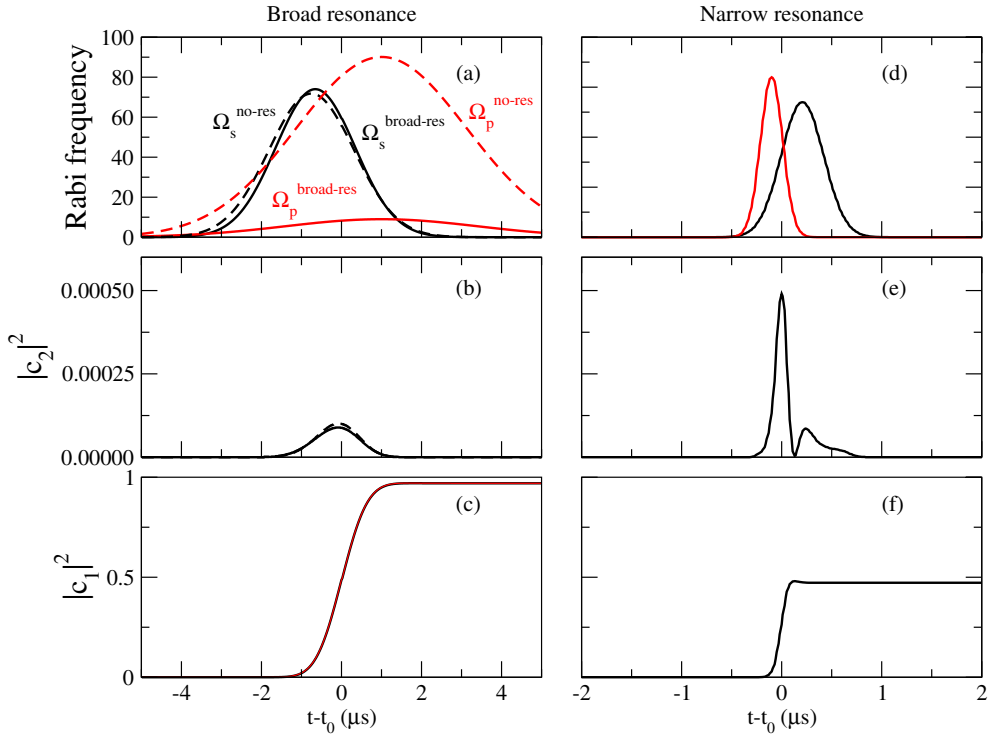 Broad resonance
Narrow resonance
Rabi frequency
100
80
60
40
20
0
(a)
Ω_s^no-res
Ω_s^broad-res
Ω_p^no-res
Ω_p^broad-res
(d)
|c_2|^2
0.00050
0.00025
0.00000
(b)
(e)
|c_1|^2
1
0.5
0
(c)
(f)
-4 -2 0 2 4
t-t_0 (μs)
-2 -1 0 1 2
t-t_0 (μs)